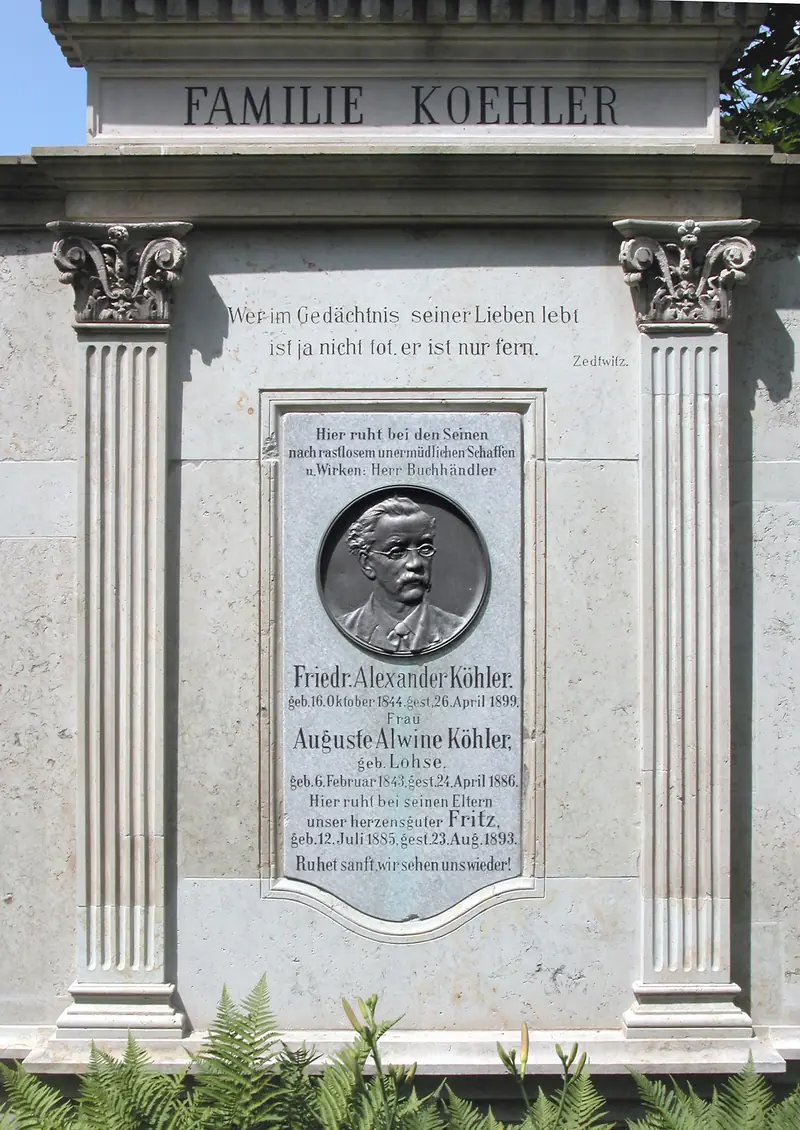 FAMILIE KOEHLER
Wer im Gedächtnis seiner Lieben lebt
ist ja nicht tot, er ist nur fern.
Zedtwitz.
Hier ruht bei den Seinen
nach rastlosem unermüdlichen Schaffen
u. Wirken: Herr Buchhändler
Friedr. Alexander Köhler.
geb. 16. Oktober 1844, gest. 26. April 1899.
Frau
Auguste Alwine Köhler,
geb. Lohse,
geb. 6. Februar 1843, gest. 24. April 1886.
Hier ruht bei seinen Eltern
unser herzensguter Fritz,
geb. 12. Juli 1885, gest. 23. Aug. 1893.
Ruhet sanft, wir sehen uns wieder!